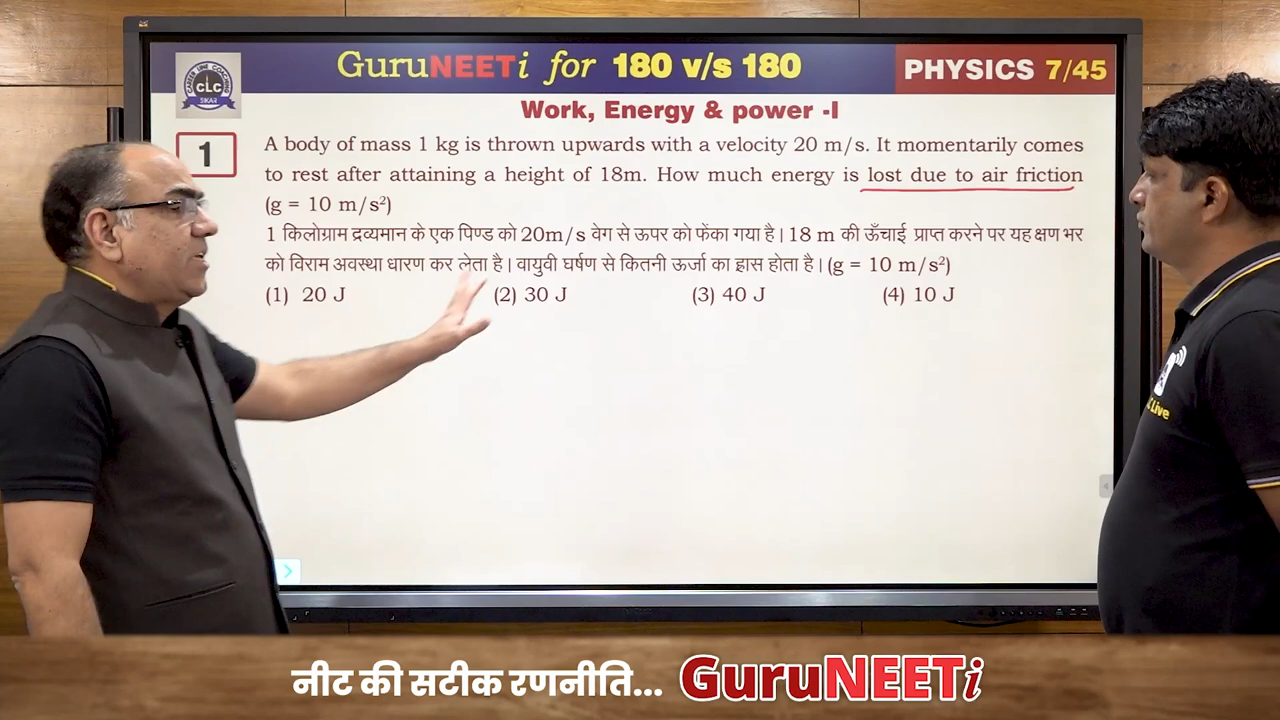 GuruNEETi for 180 v/s 180
PHYSICS 7/45
CAREER LINE COACHING
CLC
SIKAR
Work, Energy & power -I
1
A body of mass 1 kg is thrown upwards with a velocity 20 m/s. It momentarily comes
to rest after attaining a height of 18m. How much energy is lost due to air friction
(g = 10 m/s²)
1 किलोग्राम द्रव्यमान के एक पिण्ड को 20m/s वेग से ऊपर को फेंका गया है। 18 m की ऊँचाई प्राप्त करने पर यह क्षण भर
को विराम अवस्था धारण कर लेता है। वायुवी घर्षण से कितनी ऊर्जा का ह्रास होता है। (g = 10 m/s²)
(1) 20 J (2) 30 J (3) 40 J (4) 10 J
Live
नीट की सटीक रणनीति... GuruNEETi